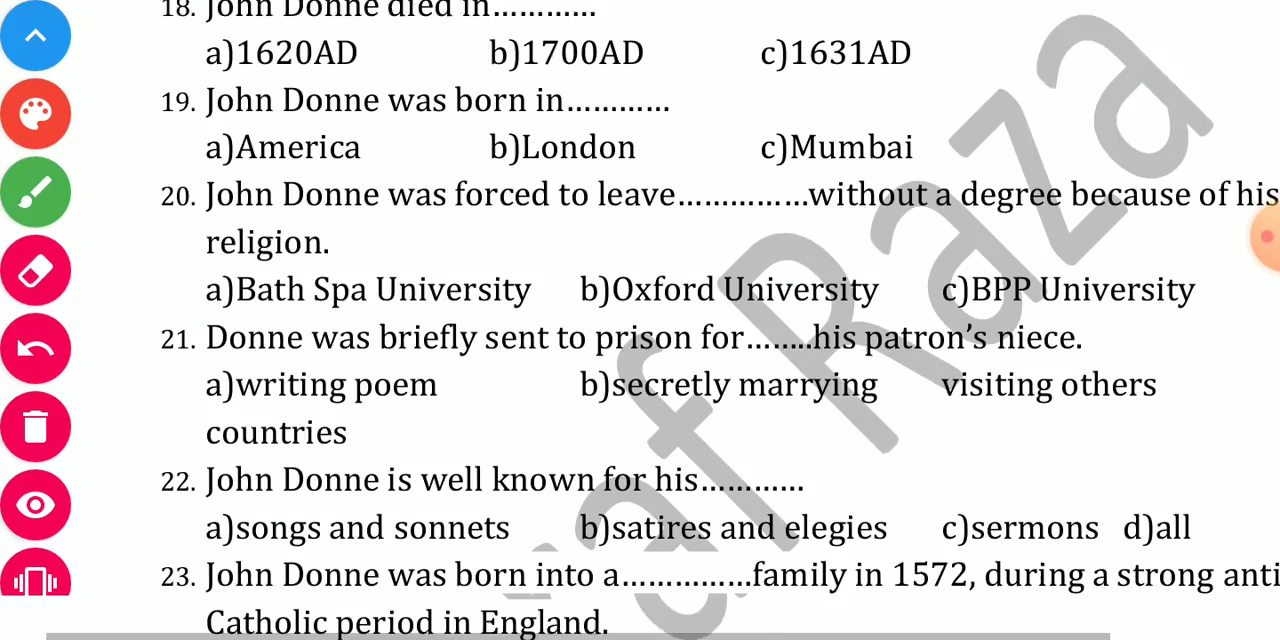 18. John Donne died in............
a)1620AD b)1700AD c)1631AD
19. John Donne was born in............
a)America b)London c)Mumbai
20. John Donne was forced to leave...............without a degree because of his
religion.
a)Bath Spa University b)Oxford University c)BPP University
21. Donne was briefly sent to prison for........his patron’s niece.
a)writing poem b)secretly marrying visiting others
countries
22. John Donne is well known for his............
a)songs and sonnets b)satires and elegies c)sermons d)all
23. John Donne was born into a...............family in 1572, during a strong anti
Catholic period in England.
af Raza